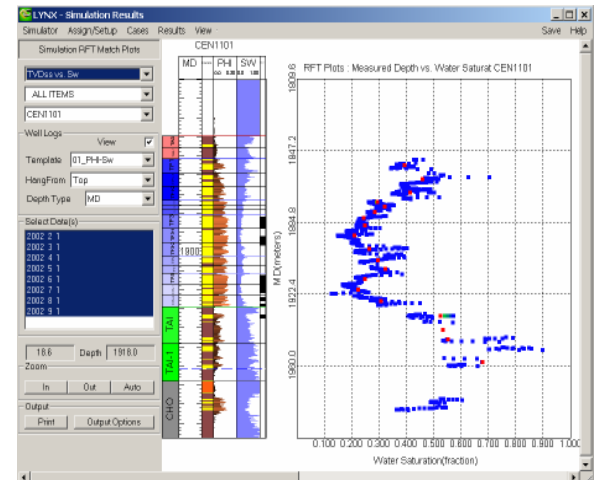 LYNX - Simulation Results
Simulator Assign/Setup Cases Results View Save Help
Simulation RFT Match Plots
TVDss vs. Sw
ALL ITEMS
CEN1101
Well Logs
View
Template 01_PHI-Sw
HangFrom Top
Depth Type MD
Select Date(s)
2002 2 1
2002 3 1
2002 4 1
2002 5 1
2002 6 1
2002 7 1
2002 8 1
2002 9 1
18.6 Depth 1918.0
Zoom
In Out Auto
Output
Print Output Options
CEN1101
MD PHI SW
1900
TAI
TAI-1
CHO
RFT Plots : Measured Depth vs. Water Saturat CEN1101
1809.6
1847.2
1884.8
1922.4
1960.0
MD(meters)
0.100 0.200 0.300 0.400 0.500 0.600 0.700 0.800 0.900 1.000
Water Saturation(fraction)